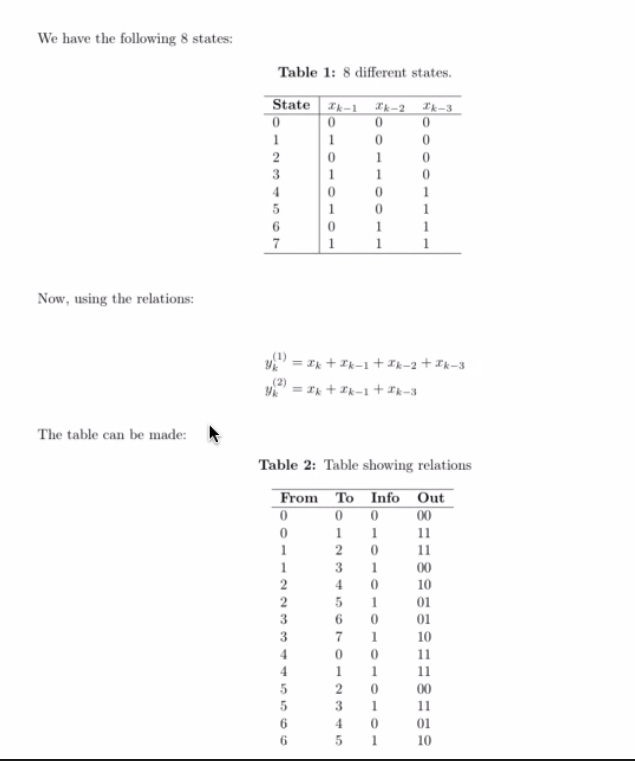 We have the following 8 states:
Table 1: 8 different states.
State x_{k−1} x_{k−2} x_{k−3}
0 0 0 0
1 1 0 0
2 0 1 0
3 1 1 0
4 0 0 1
5 1 0 1
6 0 1 1
7 1 1 1
Now, using the relations:
y_k^{(1)} = x_k + x_{k−1} + x_{k−2} + x_{k−3}
y_k^{(2)} = x_k + x_{k−1} + x_{k−3}
The table can be made:
Table 2: Table showing relations
From To Info Out
0 0 0 00
0 1 1 11
1 2 0 11
1 3 1 00
2 4 0 10
2 5 1 01
3 6 0 01
3 7 1 10
4 0 0 11
4 1 1 11
5 2 0 00
5 3 1 11
6 4 0 01
6 5 1 10